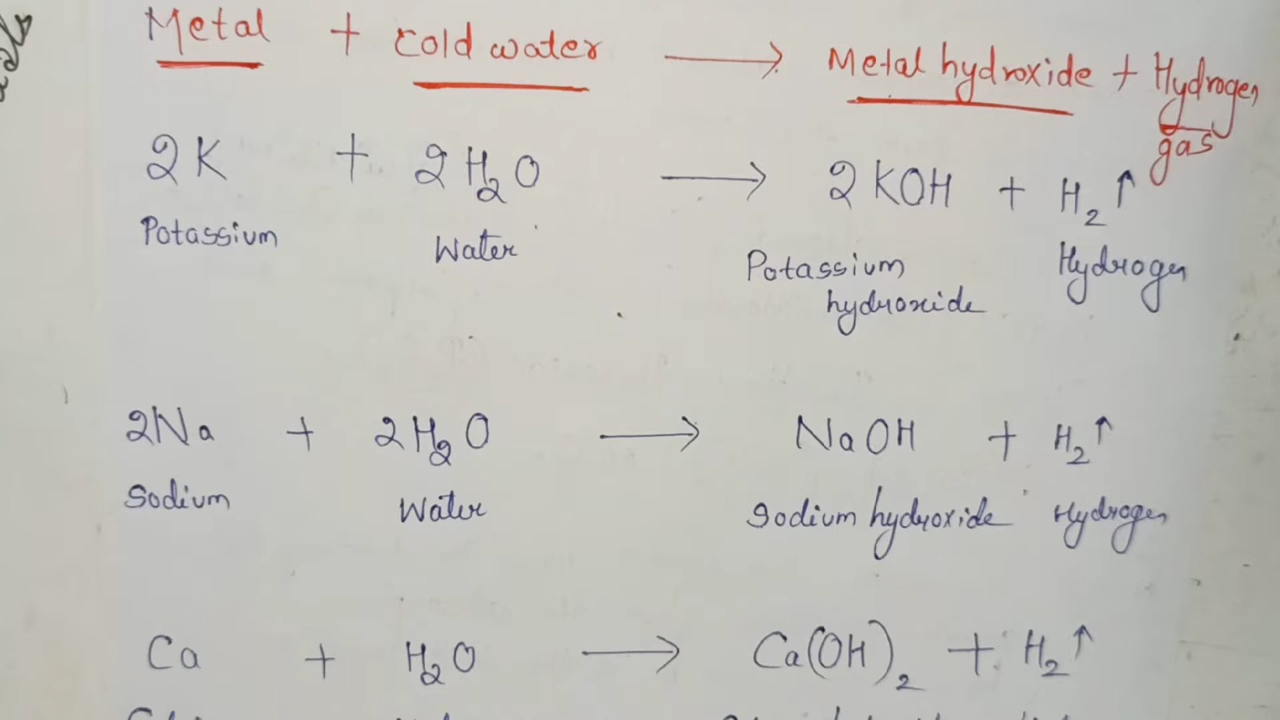 Metal + Cold water → Metal hydroxide + Hydrogen gas
2K + 2H₂O → 2KOH + H₂↑
Potassium Water Potassium hydroxide Hydrogen
2Na + 2H₂O → NaOH + H₂↑
Sodium Water Sodium hydroxide Hydrogen
Ca + H₂O → Ca(OH)₂ + H₂↑